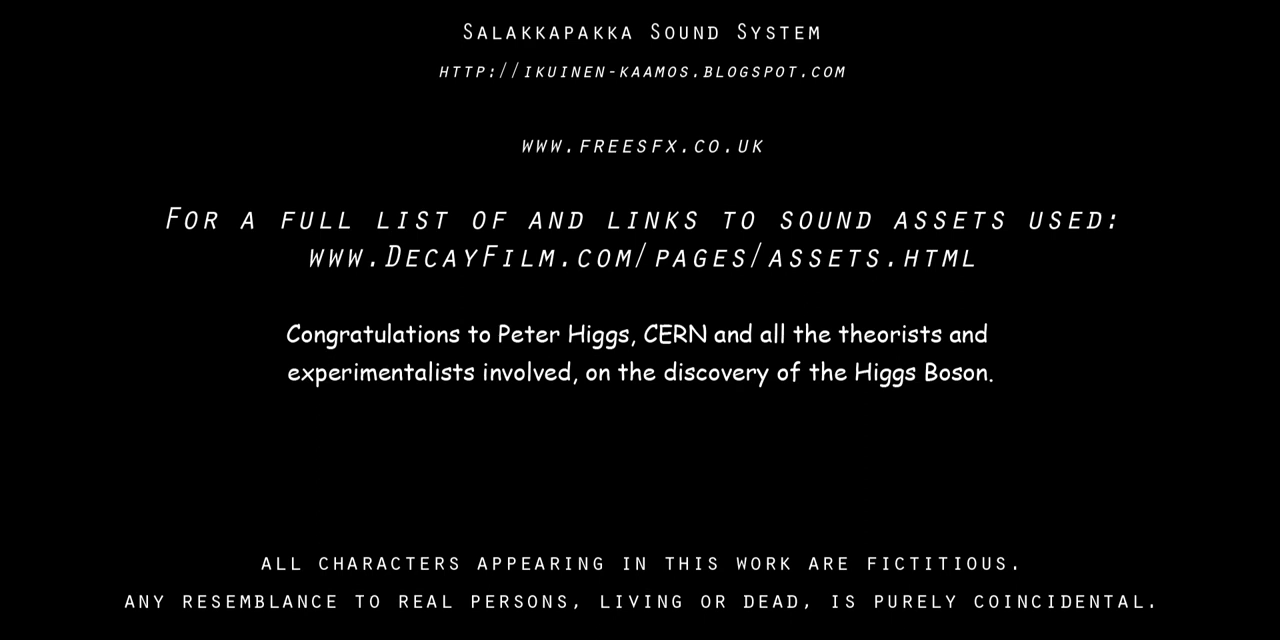 Salakkapakka Sound System
http://ikuinen-kaamos.blogspot.com
www.freesfx.co.uk
For a full list of and links to sound assets used:
www.DecayFilm.com/pages/assets.html
Congratulations to Peter Higgs, CERN and all the theorists and
experimentalists involved, on the discovery of the Higgs Boson.
all characters appearing in this work are fictitious.
any resemblance to real persons, living or dead, is purely coincidental.